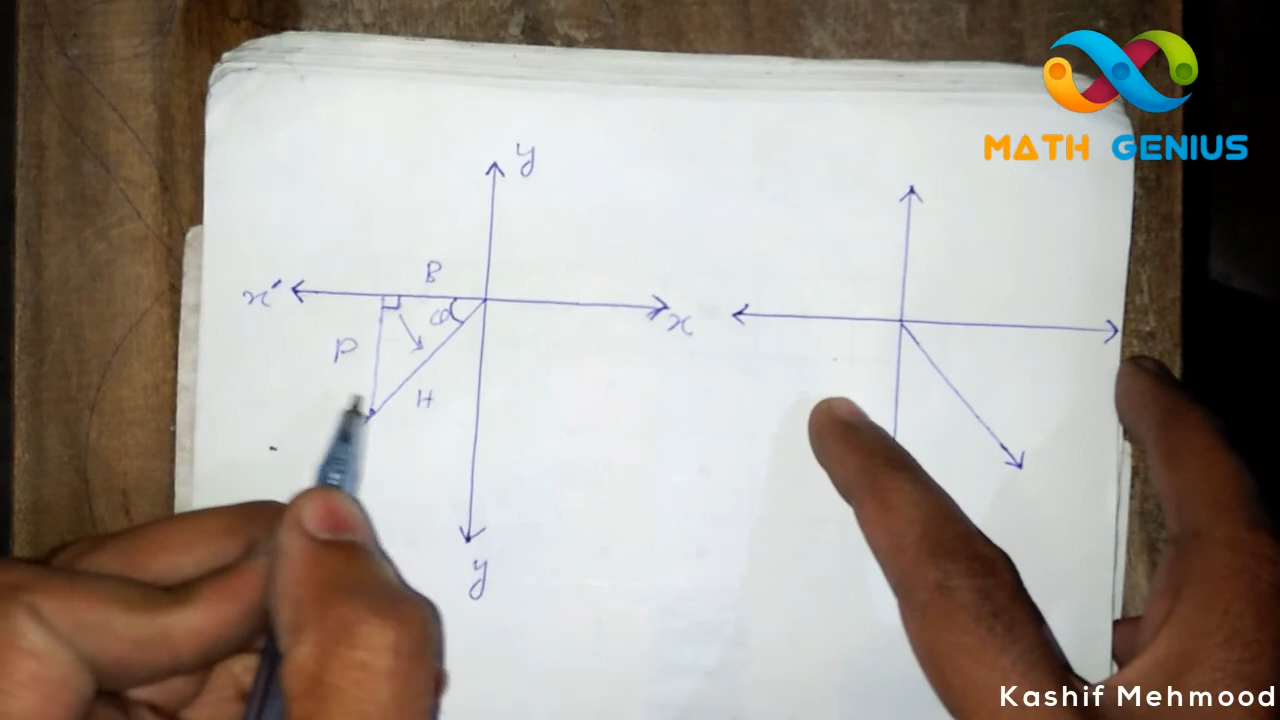 MATH GENIUS
y
B
x'
x
φ
P
H
y
Kashif Mehmood